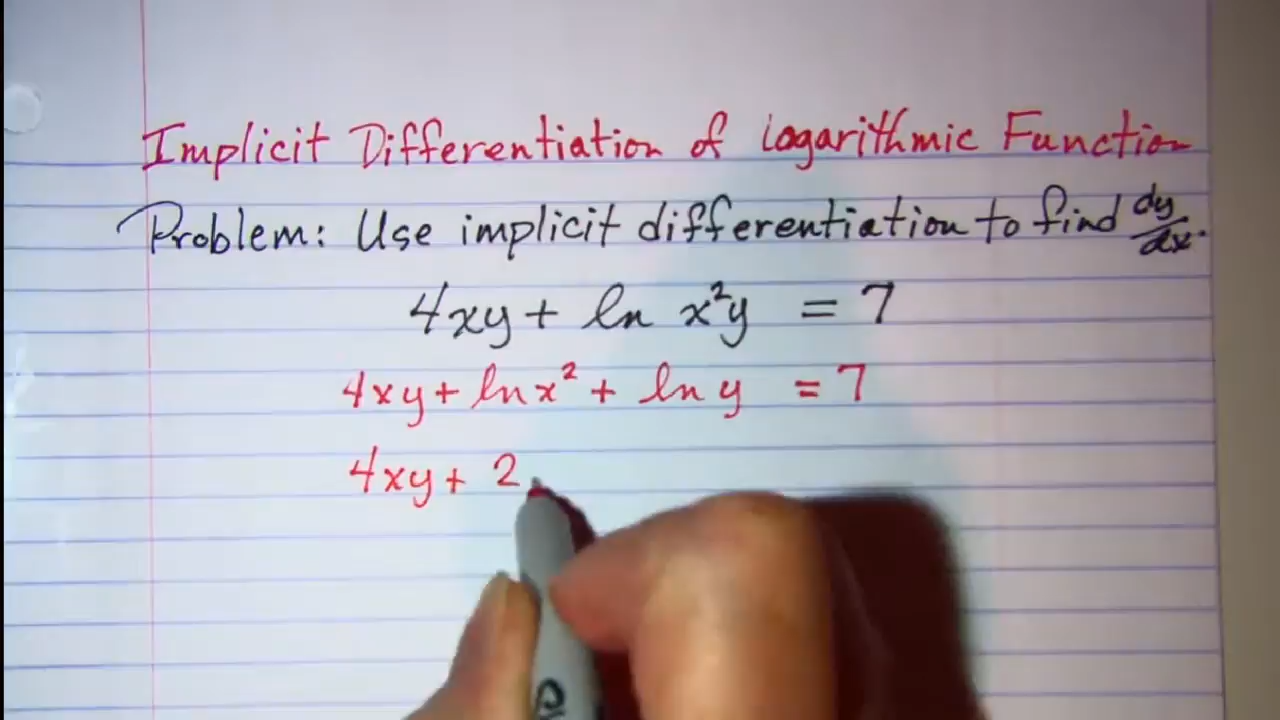 Implicit Differentiation of Logarithmic Function
Problem: Use implicit differentiation to find dy/dx.
4xy + ln x²y = 7
4xy + ln x² + ln y = 7
4xy + 2